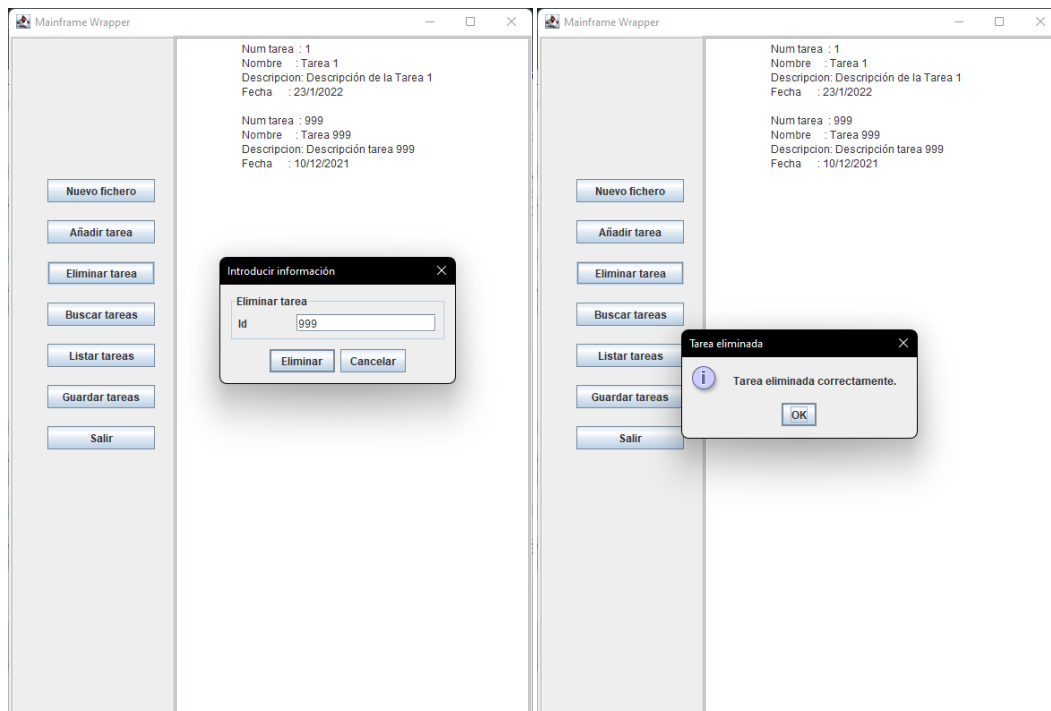 Mainframe Wrapper
Num tarea : 1
Nombre : Tarea 1
Descripcion: Descripción de la Tarea 1
Fecha : 23/1/2022
Num tarea : 999
Nombre : Tarea 999
Descripcion: Descripción tarea 999
Fecha : 10/12/2021
Nuevo fichero
Añadir tarea
Eliminar tarea
Buscar tareas
Listar tareas
Guardar tareas
Salir
Introducir información
Eliminar tarea
Id 999
Eliminar Cancelar
Mainframe Wrapper
Num tarea : 1
Nombre : Tarea 1
Descripcion: Descripción de la Tarea 1
Fecha : 23/1/2022
Num tarea : 999
Nombre : Tarea 999
Descripcion: Descripción tarea 999
Fecha : 10/12/2021
Nuevo fichero
Añadir tarea
Eliminar tarea
Buscar tareas
Listar tareas
Guardar tareas
Salir
Tarea eliminada
i
Tarea eliminada correctamente.
OK